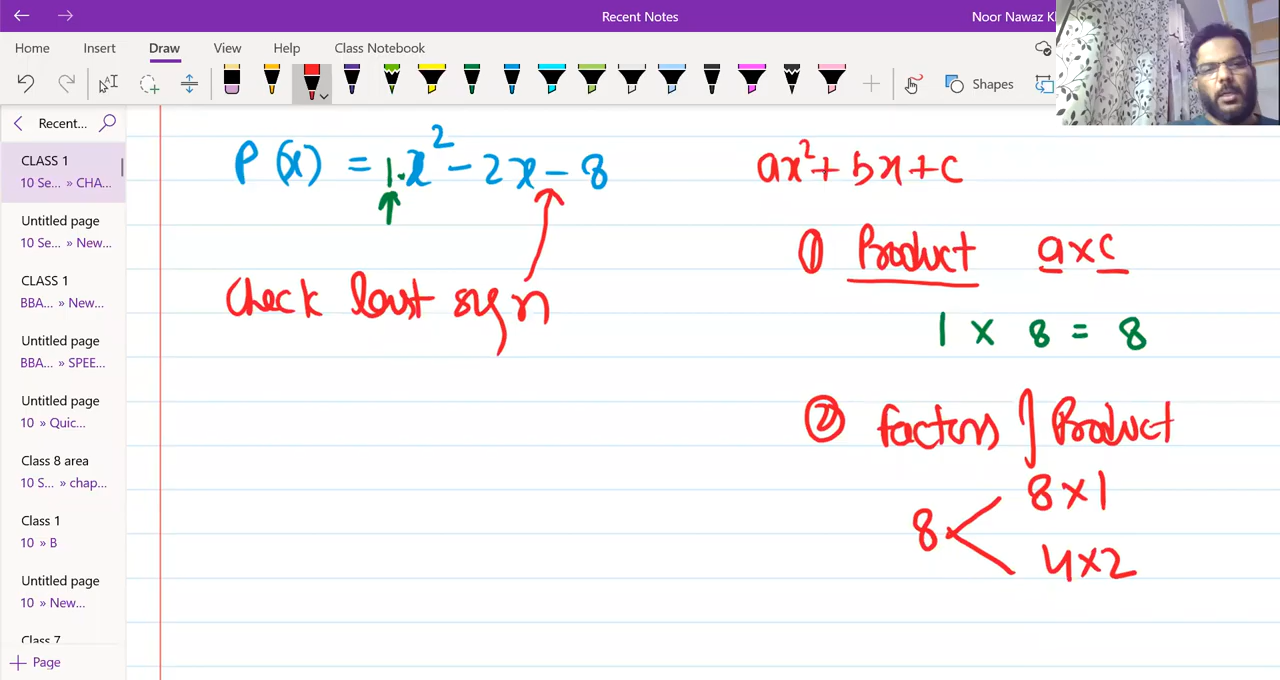 Recent Notes
Noor Nawaz Kh
Home Insert Draw View Help Class Notebook
Shapes
Recent...
CLASS 1
10 Se... » CHA...
Untitled page
10 Se... » New...
CLASS 1
BBA... » New...
Untitled page
BBA... » SPEE...
Untitled page
10 » Quic...
Class 8 area
10 S... » chap...
Class 1
10 » B
Untitled page
10 » New...
Class 7
Page
P(x) = 1·x² - 2x - 8
Check last sign
ax² + bx + c
① Product a x c
1 x 8 = 8
② factors of Product
8 x 1
8 <
4 x 2